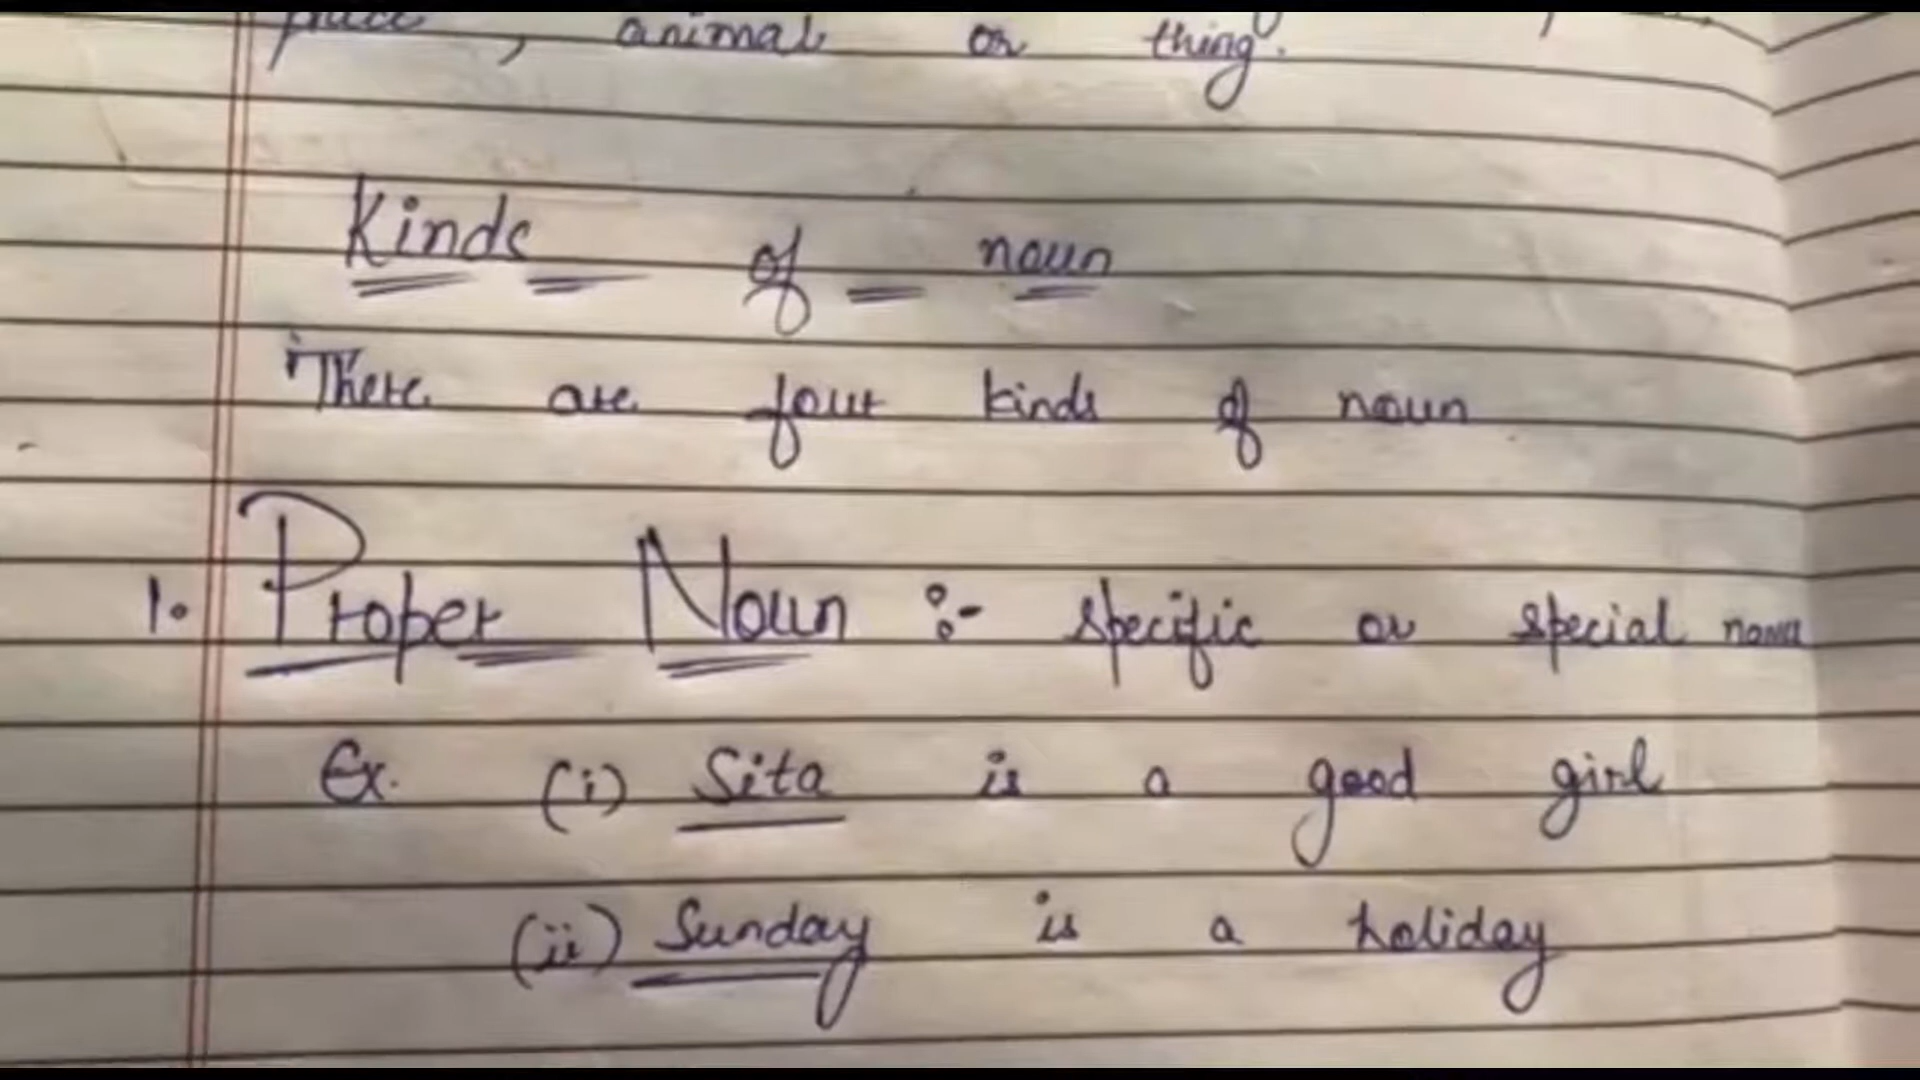 place, animal or thing.
Kinds of noun
There are four kinds of noun
1. Proper Noun :- specific or special name
Ex. (i) Sita is a good girl
(ii) Sunday is a holiday